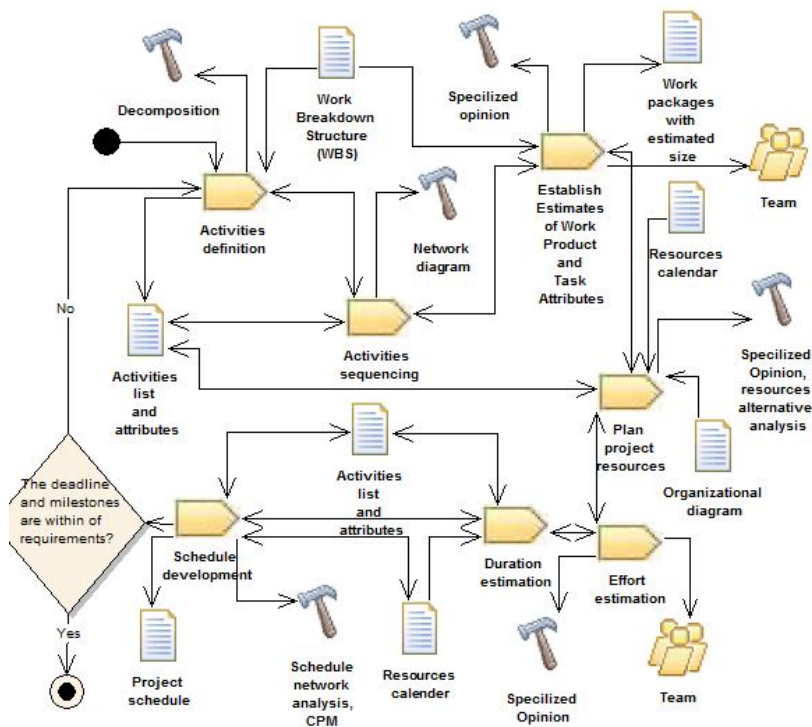 Decomposition
Work
Breakdown
Structure
(WBS)
Specilized
opinion
Work
packages
with
estimated
size
Team
Activities
definition
Network
diagram
Establish
Estimates
of Work
Product
and
Task
Attributes
Resources
calendar
No
Activities
list
and
attributes
Activities
sequencing
Specilized
Opinion,
resources
alternative
analysis
Plan
project
resources
Organizational
diagram
The deadline
and milestones
are within of
requirements?
Activities
list
and
attributes
Schedule
development
Duration
estimation
Effort
estimation
Yes
Project
schedule
Schedule
network
analysis,
CPM
Resources
calender
Specilized
Opinion
Team